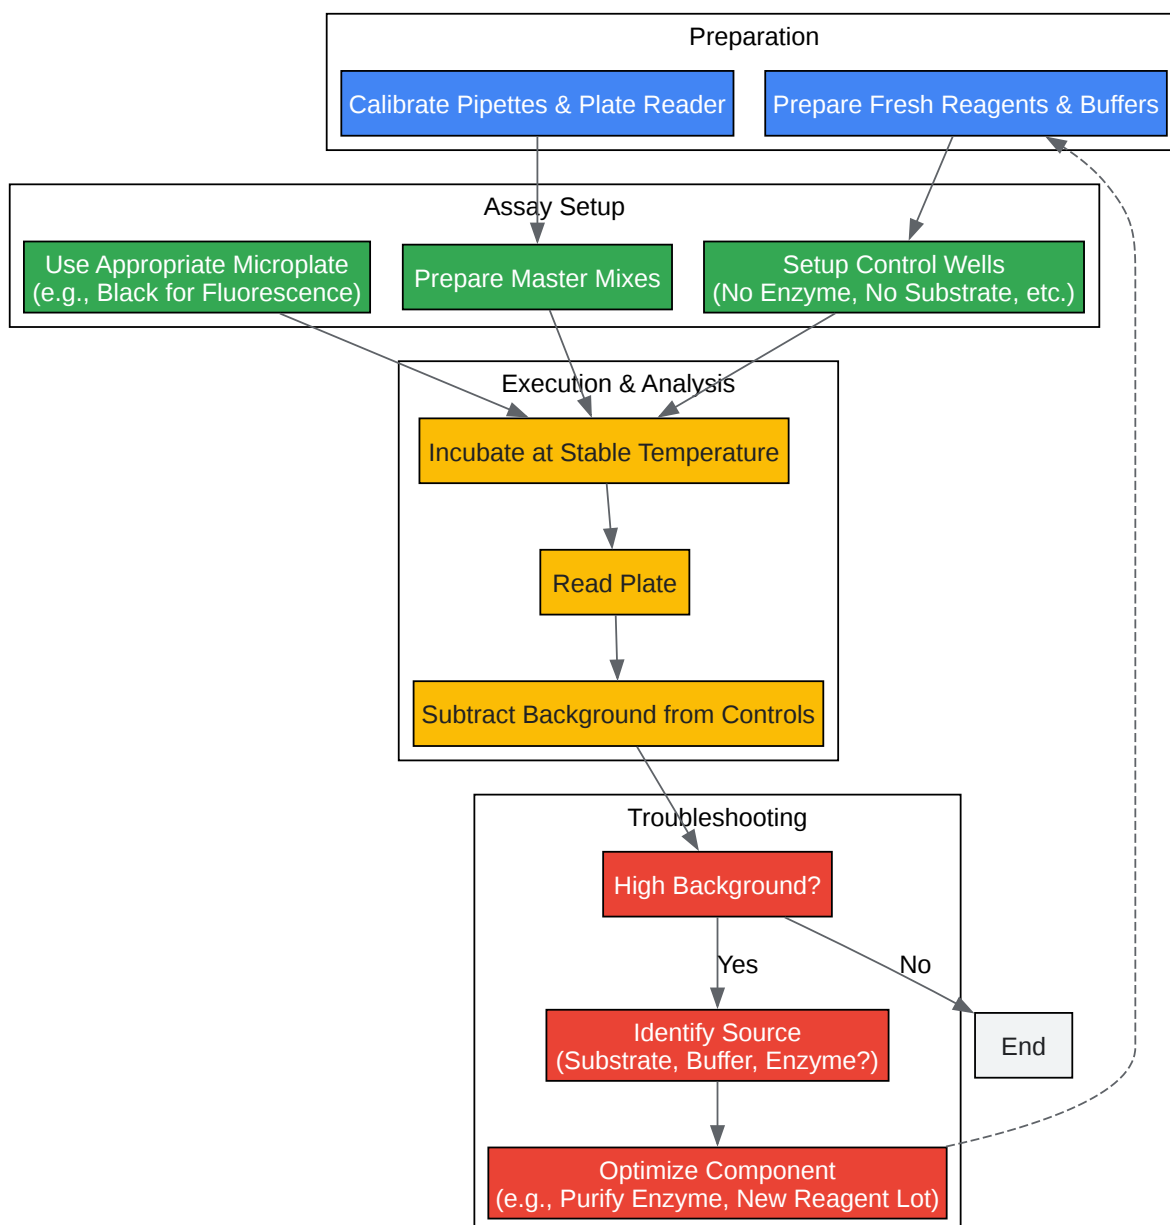 Preparation
Calibrate Pipettes & Plate Reader
Prepare Fresh Reagents & Buffers
Assay Setup
Use Appropriate Microplate
(e.g., Black for Fluorescence)
Prepare Master Mixes
Setup Control Wells
(No Enzyme, No Substrate, etc.)
Execution & Analysis
Incubate at Stable Temperature
Read Plate
Subtract Background from Controls
Troubleshooting
High Background?
Yes
No
Identify Source
(Substrate, Buffer, Enzyme?)
End
Optimize Component
(e.g., Purify Enzyme, New Reagent Lot)